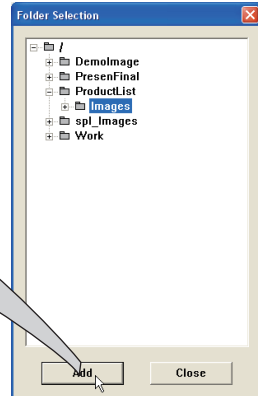 Folder Selection
/
DemoImage
PresenFinal
ProductList
Images
spl_Images
Work
Add
Close